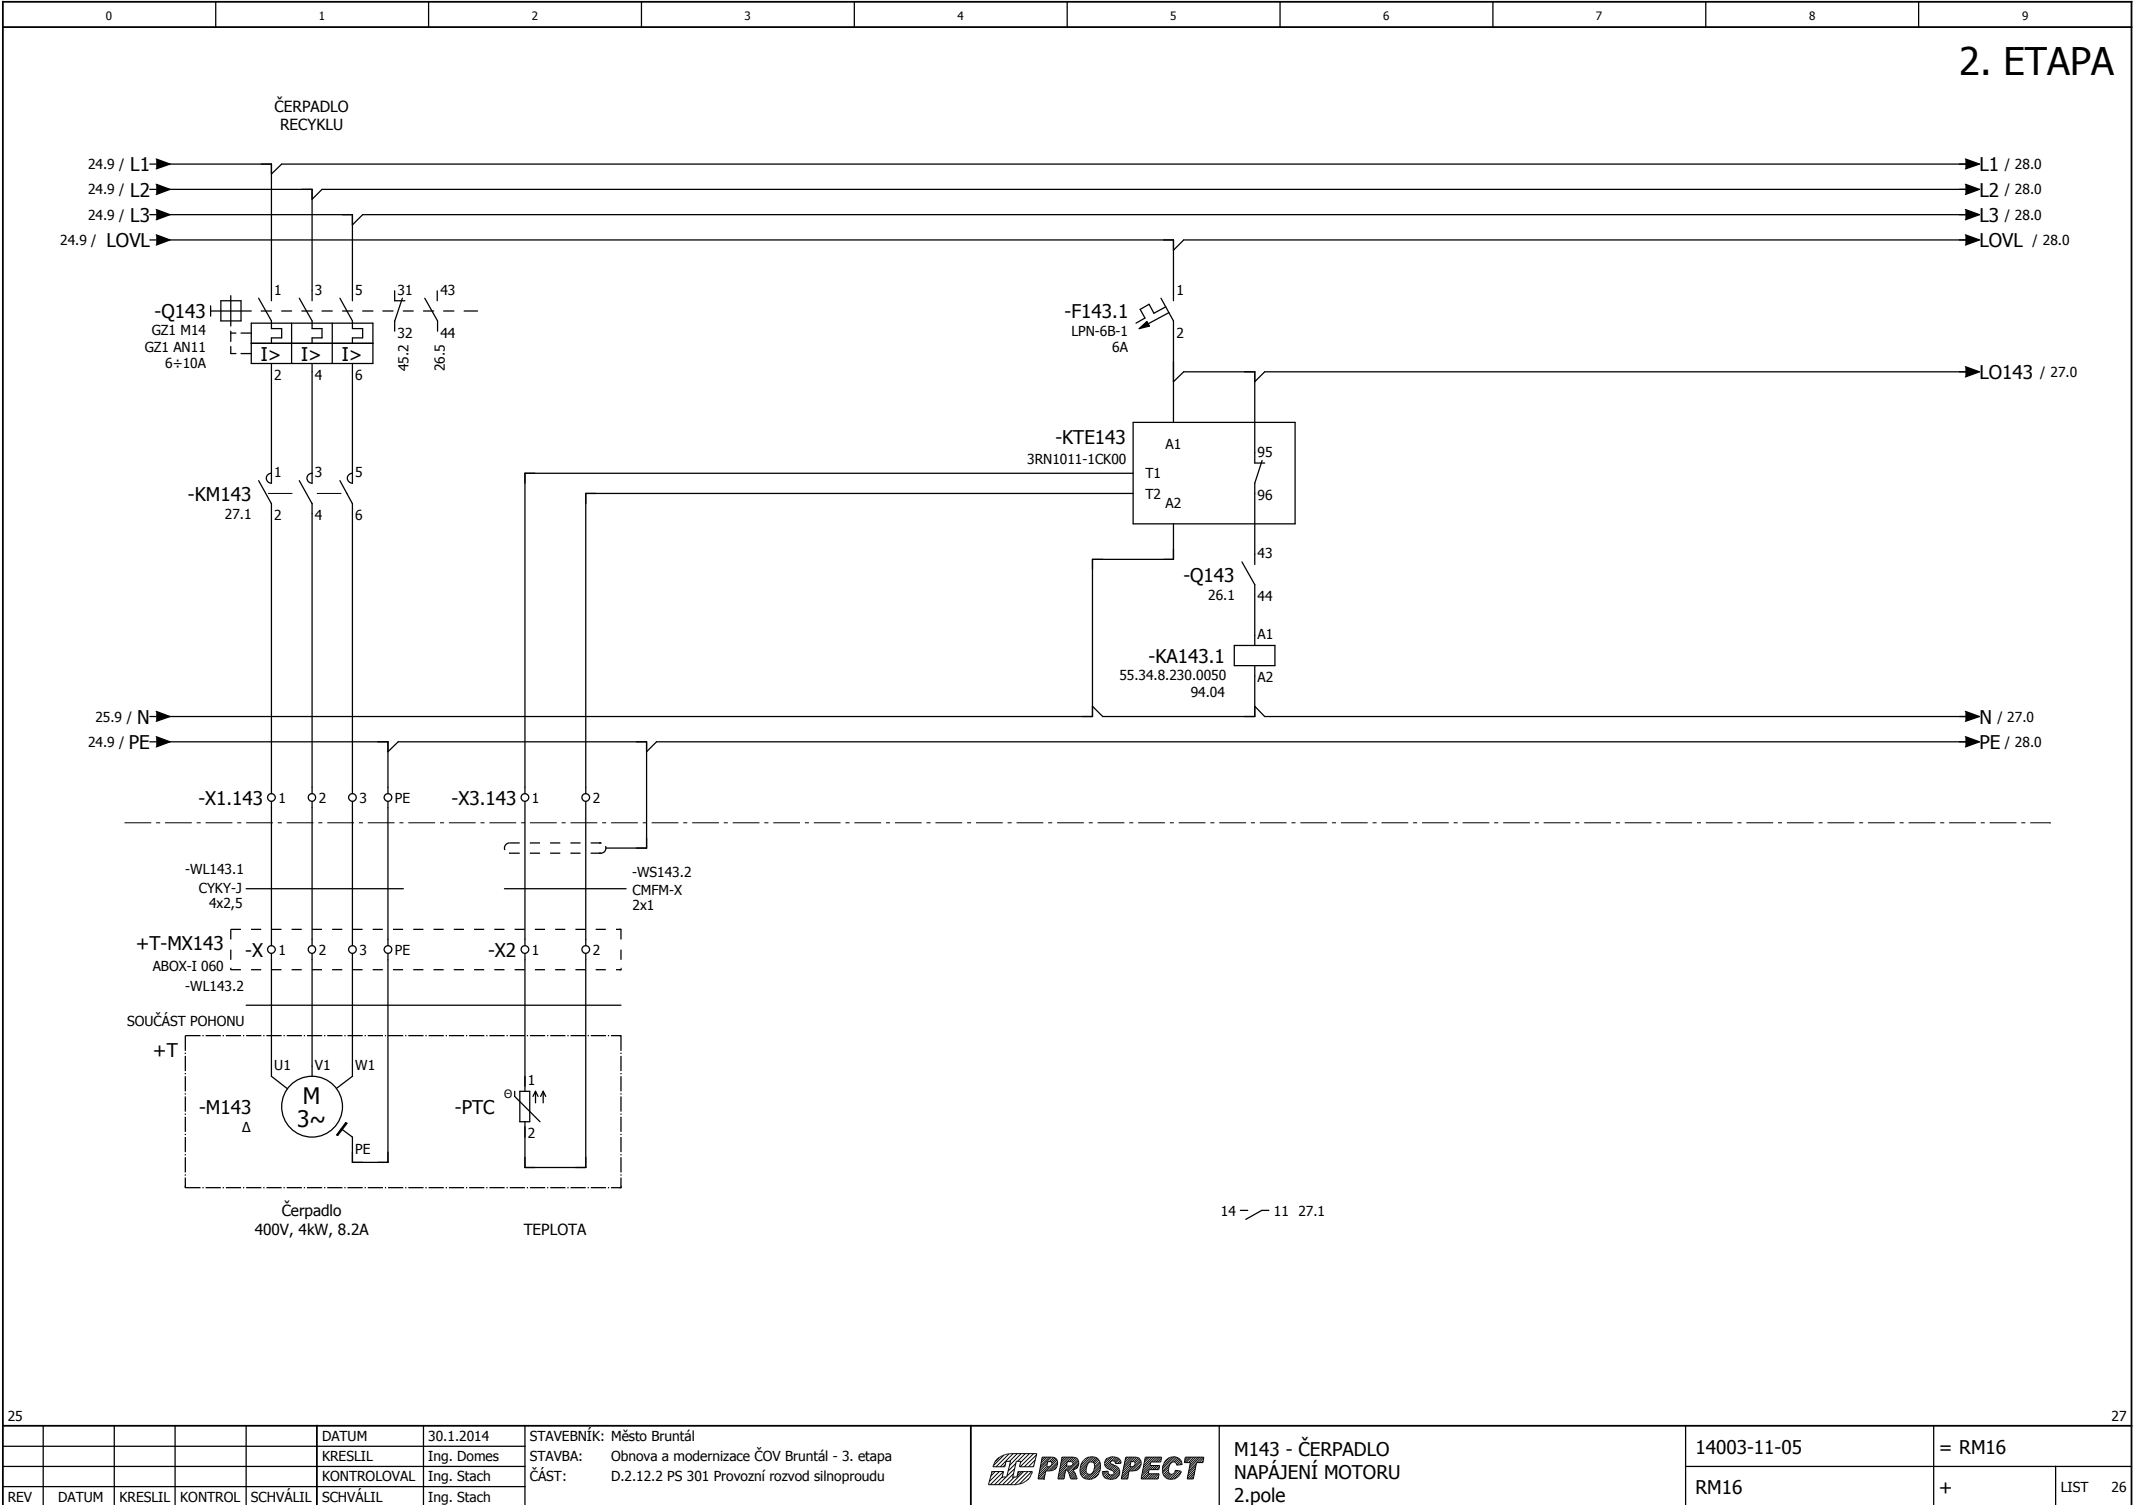 0 1 2 3 4 5 6 7 8 9
2. ETAPA
ČERPADLO
RECYKLU
24.9 / L1
L1 / 28.0
24.9 / L2
L2 / 28.0
24.9 / L3
L3 / 28.0
24.9 / LOVL
LOVL / 28.0
-Q143
GZ1 M14
GZ1 AN11
6÷10A
1 3 5 31 43
32 44
I> I> I>
2 4 6
45.2
26.5
-F143.1
LPN-6B-1
6A
1
2
LO143 / 27.0
-KTE143
3RN1011-1CK00
A1
T1
T2
A2
95
96
-KM143
27.1
1 3 5
2 4 6
-Q143
26.1
43
44
-KA143.1
55.34.8.230.0050
94.04
A1
A2
25.9 / N
N / 27.0
24.9 / PE
PE / 28.0
-X1.143 1 2 3 PE
-X3.143 1 2
-WL143.1
CYKY-J
4x2,5
-WS143.2
CMFM-X
2x1
+T-MX143
ABOX-I 060
-X 1 2 3 PE
-X2 1 2
-WL143.2
SOUČÁST POHONU
+T
U1 V1 W1
-M143
Δ
M
3~
PE
-PTC
Θ
1
2
Čerpadlo
400V, 4kW, 8.2A
TEPLOTA
14 11 27.1
25
27
DATUM 30.1.2014
KRESLIL Ing. Domes
KONTROLOVAL Ing. Stach
REV DATUM KRESLIL KONTROL SCHVÁLIL SCHVÁLIL Ing. Stach
STAVEBNÍK: Město Bruntál
STAVBA: Obnova a modernizace ČOV Bruntál - 3. etapa
ČÁST: D.2.12.2 PS 301 Provozní rozvod silnoproudu
PROSPECT
M143 - ČERPADLO
NAPÁJENÍ MOTORU
2.pole
14003-11-05
= RM16
RM16
+
LIST 26